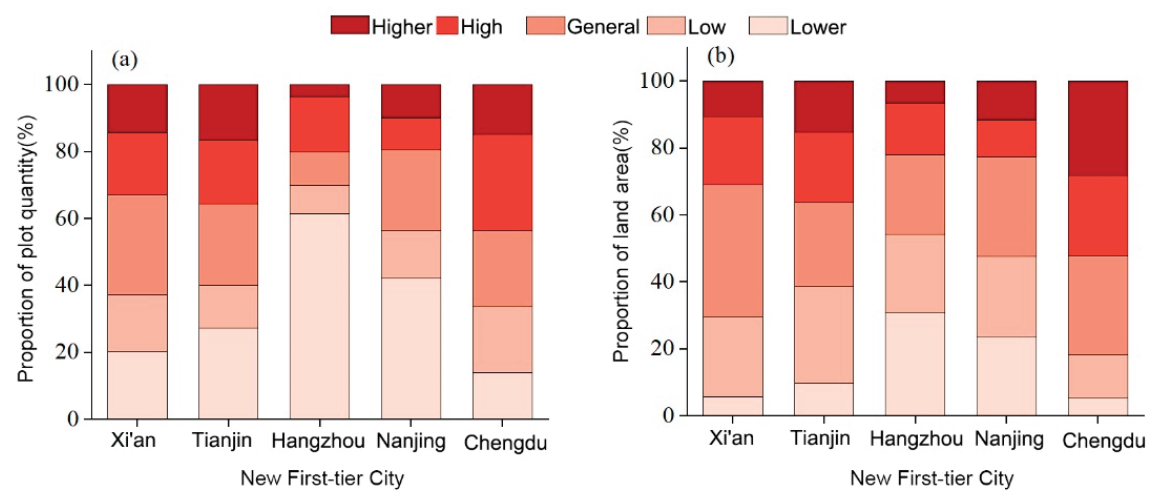 Higher High General Low Lower
(a)
Proportion of plot quantity(%)
100
80
60
40
20
0
Xi'an Tianjin Hangzhou Nanjing Chengdu
New First-tier City
(b)
Proportion of land area(%)
100
80
60
40
20
0
Xi'an Tianjin Hangzhou Nanjing Chengdu
New First-tier City